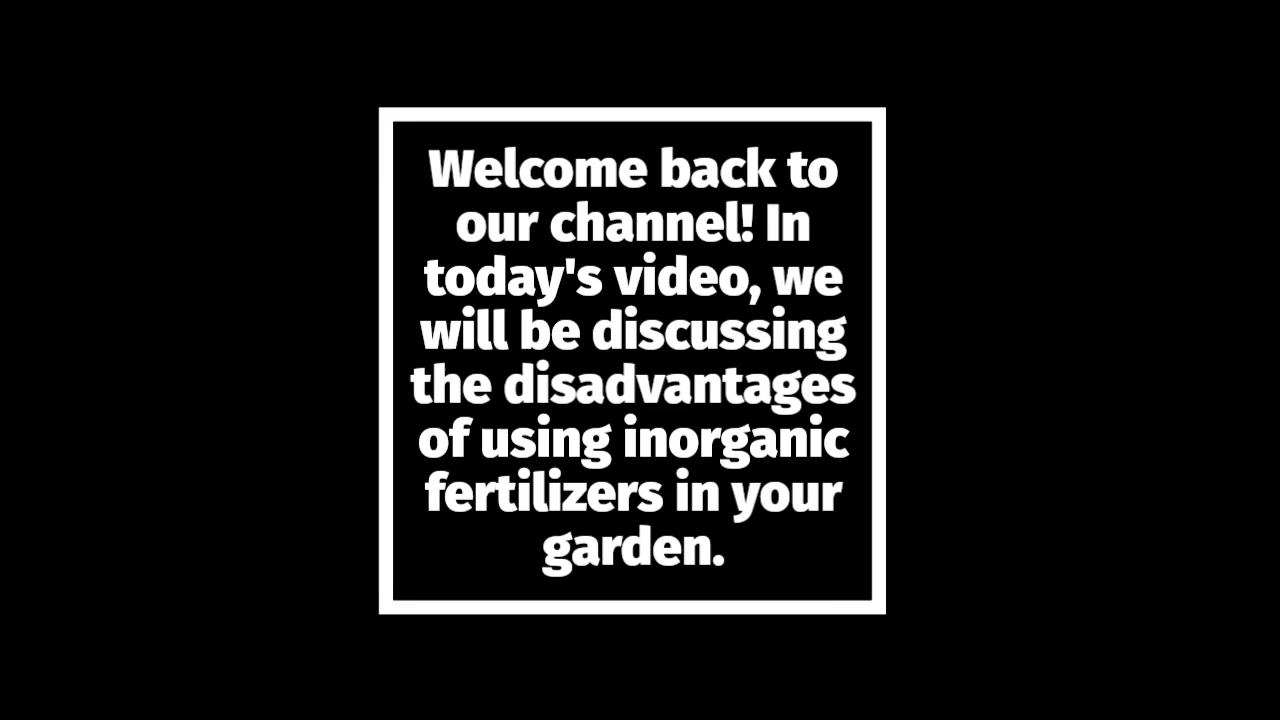 Welcome back to
our channel! In
today's video, we
will be discussing
the disadvantages
of using inorganic
fertilizers in your
garden.